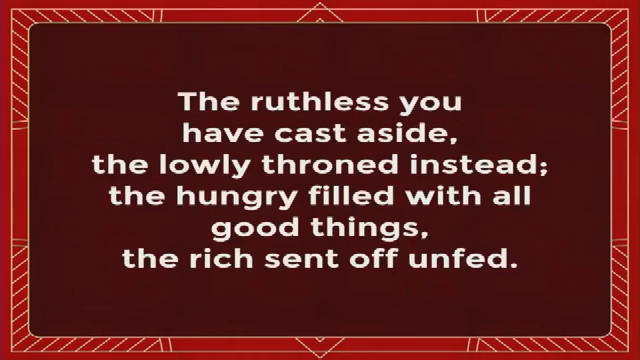 The ruthless you
have cast aside,
the lowly throned instead;
the hungry filled with all
good things,
the rich sent off unfed.